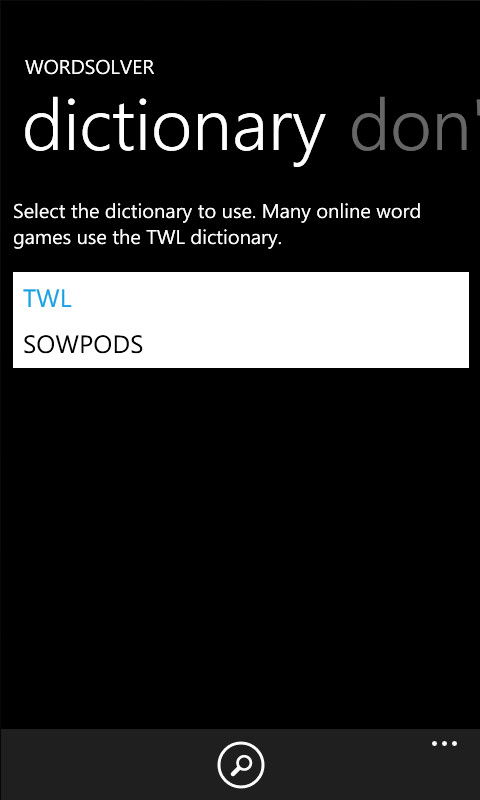 WORDSOLVER
dictionary don'
Select the dictionary to use. Many online word
games use the TWL dictionary.
TWL
SOWPODS